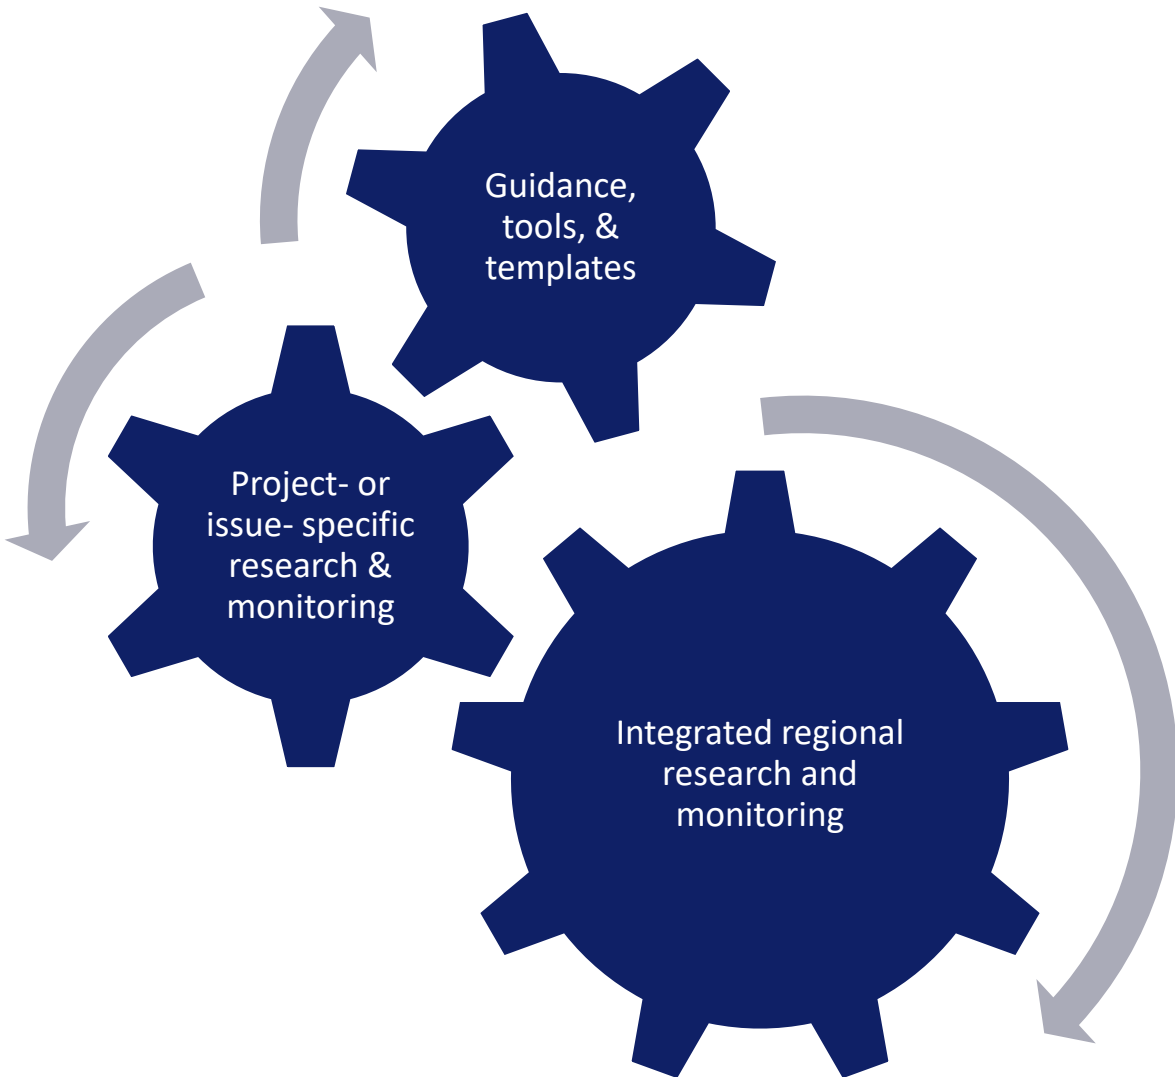 Guidance,
tools, &
templates
Project- or
issue- specific
research &
monitoring
Integrated regional
research and
monitoring